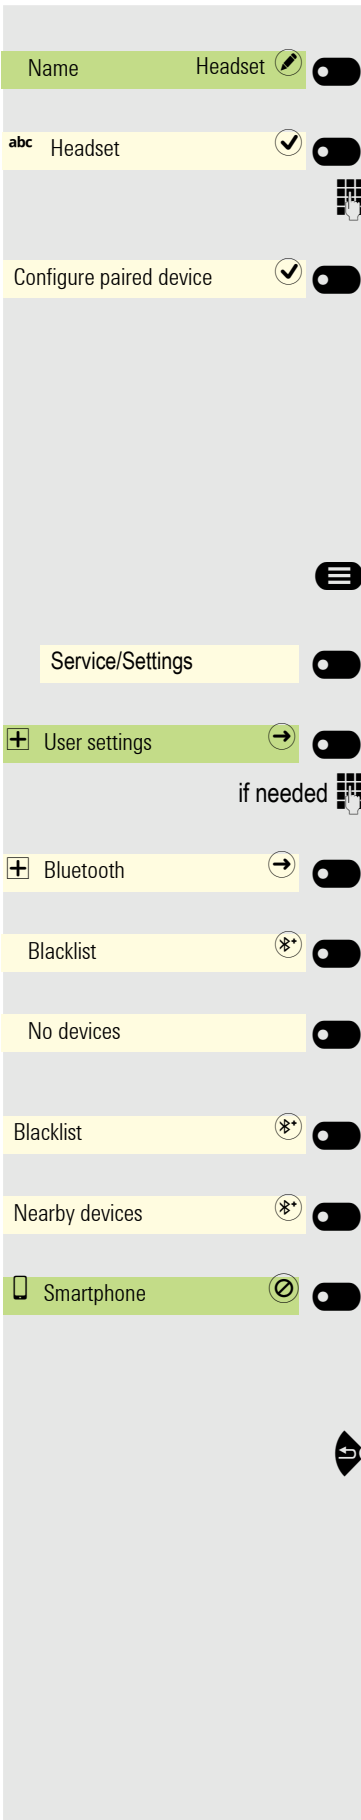 Name Headset
abc Headset
Configure paired device
Service/Settings
User settings
if needed
Bluetooth
Blacklist
No devices
Blacklist
Nearby devices
Smartphone